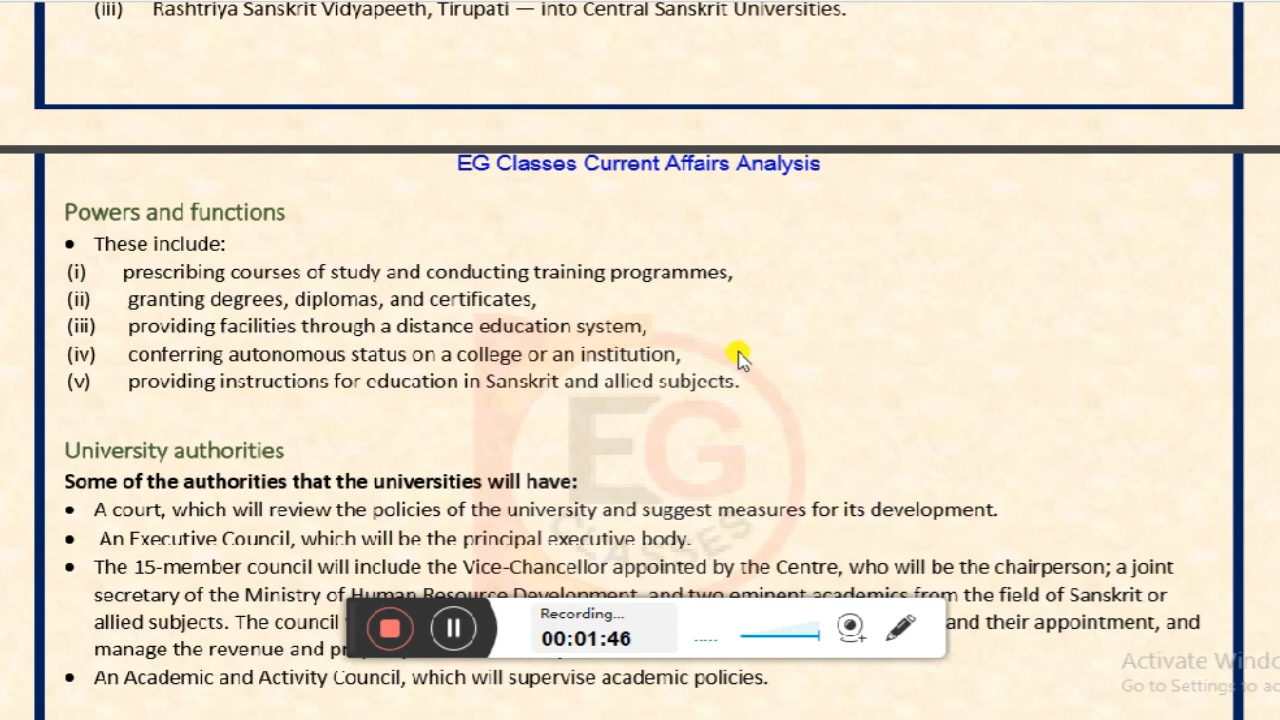 (iii) Rashtriya Sanskrit Vidyapeeth, Tirupati — into Central Sanskrit Universities.
EG Classes Current Affairs Analysis
Powers and functions
• These include:
(i) prescribing courses of study and conducting training programmes,
(ii) granting degrees, diplomas, and certificates,
(iii) providing facilities through a distance education system,
(iv) conferring autonomous status on a college or an institution,
(v) providing instructions for education in Sanskrit and allied subjects.
EG
CLASSES
University authorities
Some of the authorities that the universities will have:
• A court, which will review the policies of the university and suggest measures for its development.
• An Executive Council, which will be the principal executive body.
• The 15-member council will include the Vice-Chancellor appointed by the Centre, who will be the chairperson; a joint
secretary of the Ministry of Human Resource Development, and two eminent academics from the field of Sanskrit or
allied subjects. The council and their appointment, and
manage the revenue and
• An Academic and Activity Council, which will supervise academic policies.
Recording...
00:01:46
Activate Windo
Go to Settings to ac